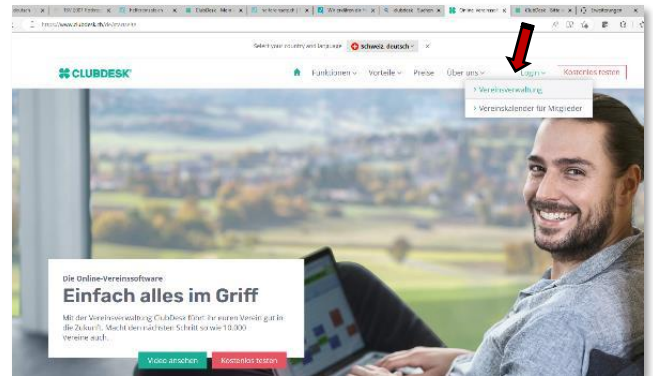 Select your country and language Schweiz, deutsch
CLUBDESK
Funktionen Vorteile Preise Über uns Login Kostenlos testen
> Vereinsverwaltung
> Vereinskalender für Mitglieder
Die Online-Vereinssoftware
Einfach alles im Griff
Mit der Vereinsverwaltung ClubDesk führt ihr euren Verein gut in
die Zukunft. Macht den nächsten Schritt so wie 10.000
Vereine auch.
Video ansehen Kostenlos testen